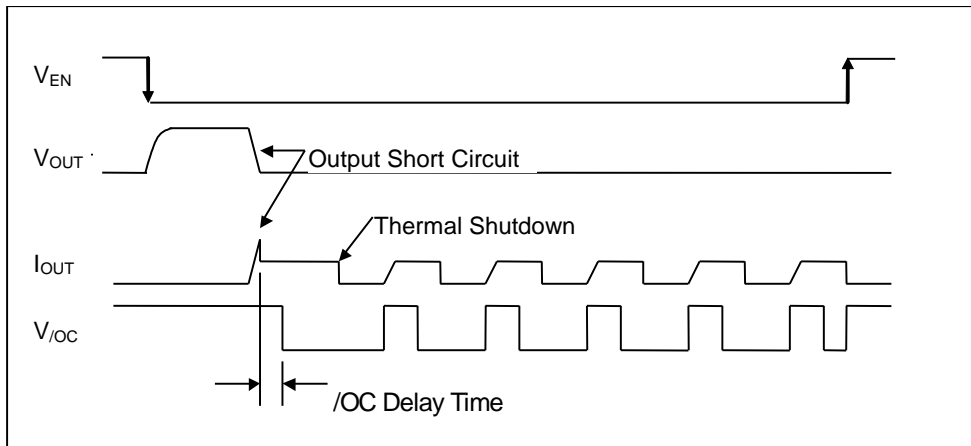 VEN
VOUT
Output Short Circuit
Thermal Shutdown
IOUT
V/OC
/OC Delay Time